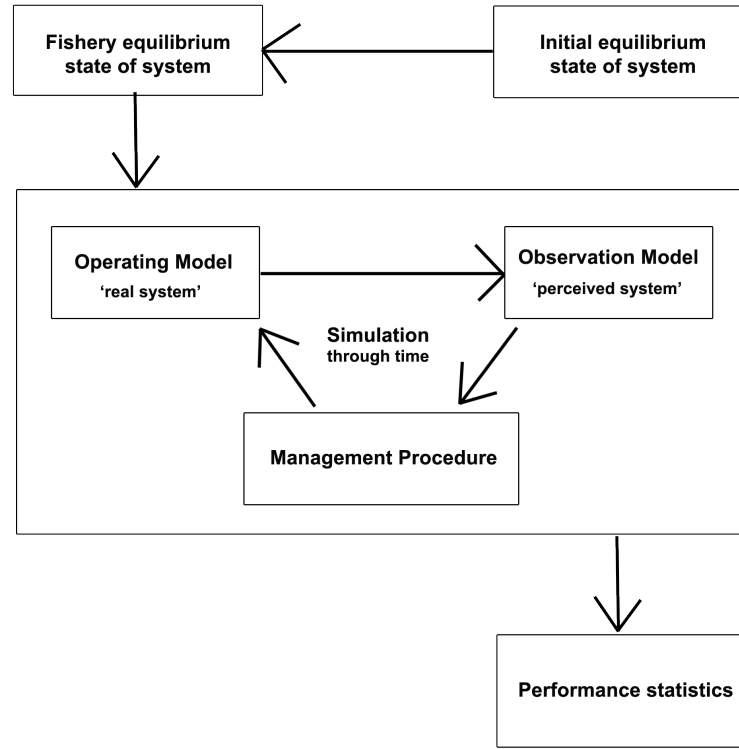 Fishery equilibrium
state of system
Initial equilibrium
state of system
Operating Model
‘real system’
Observation Model
‘perceived system’
Simulation
through time
Management Procedure
Performance statistics